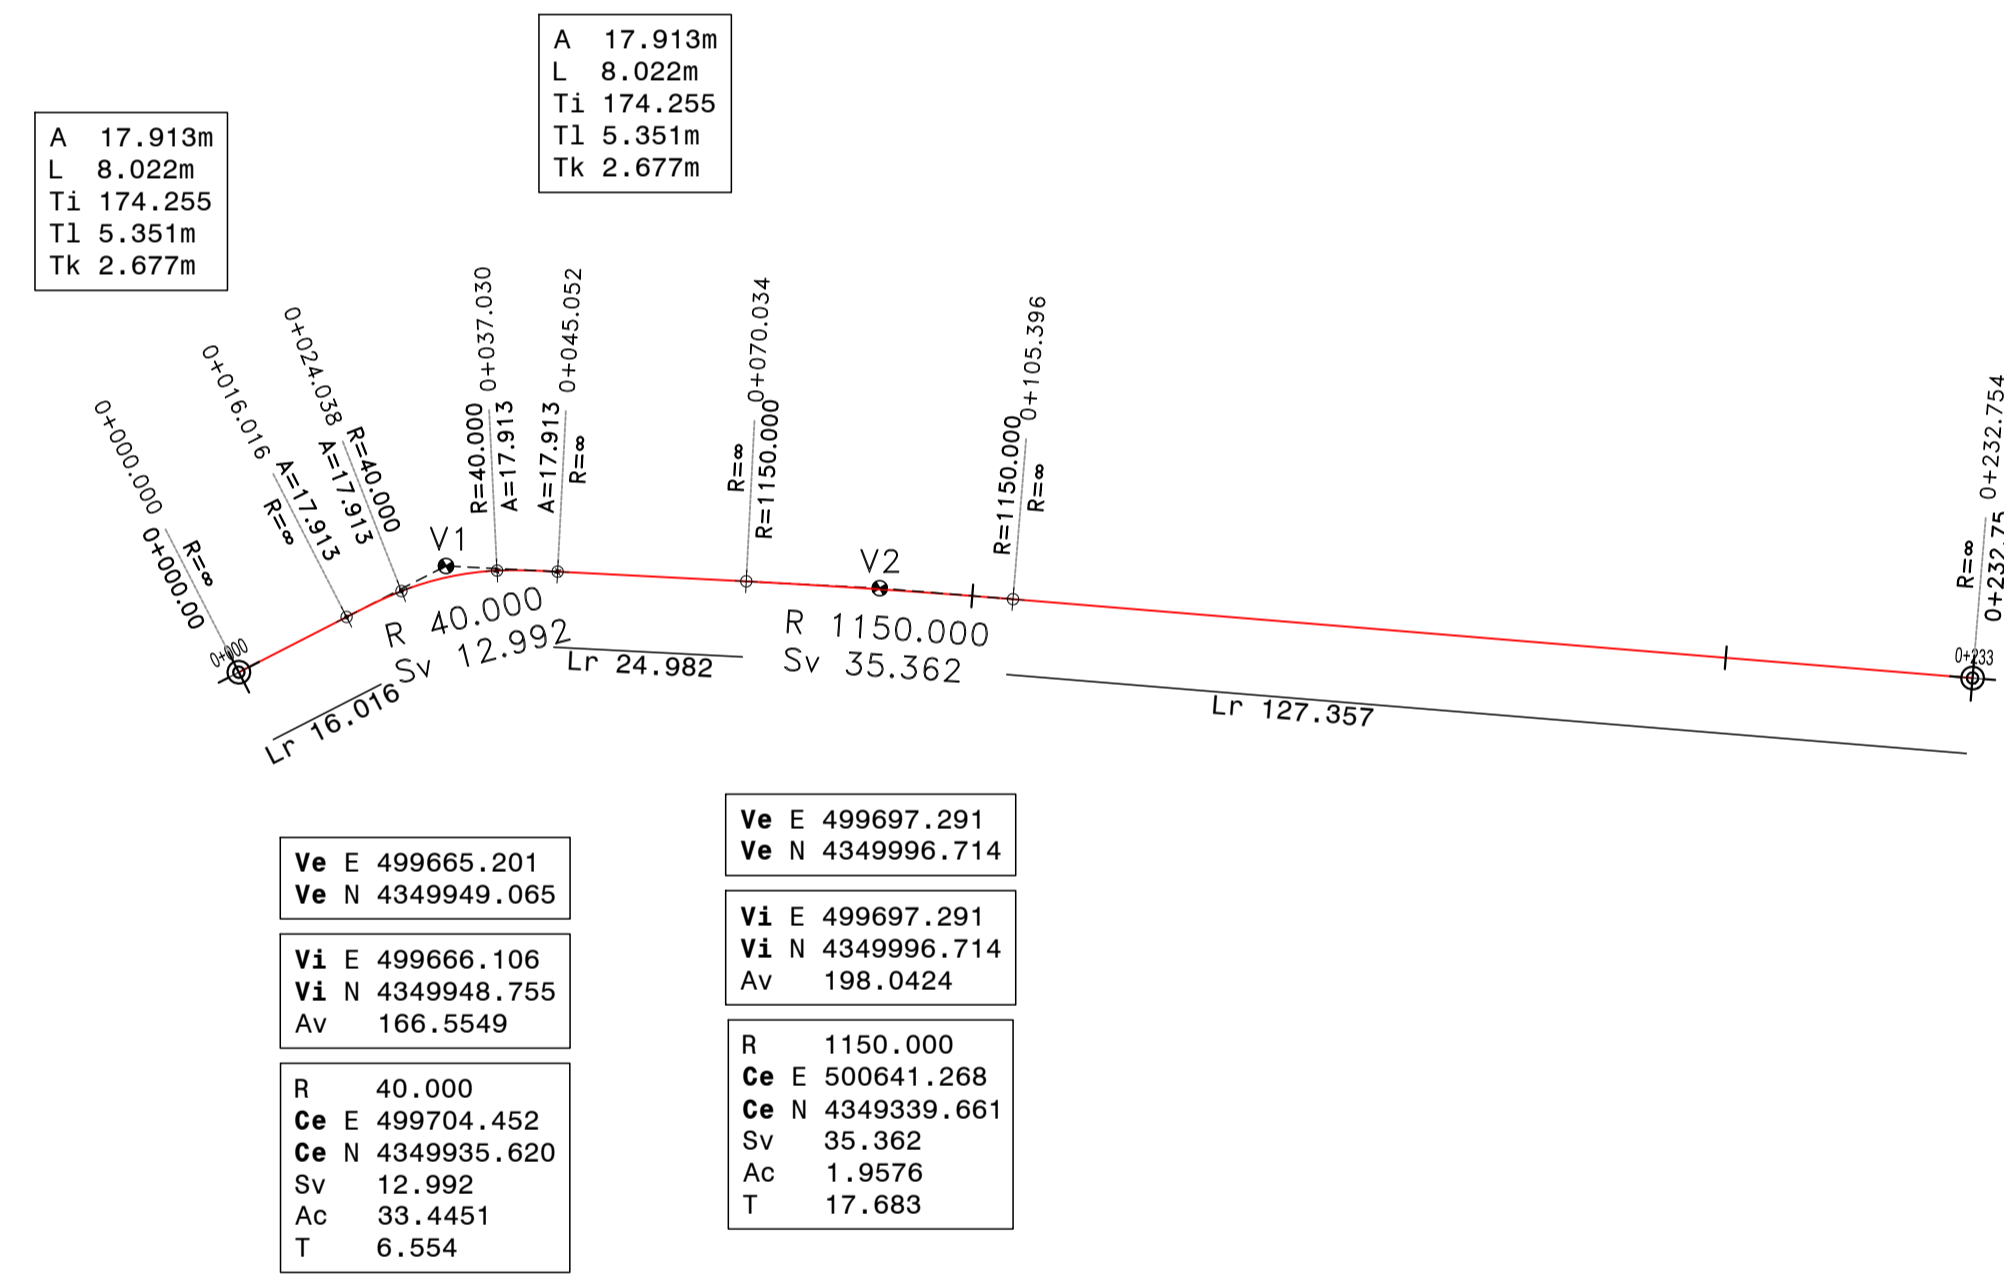 A 17.913m
L 8.022m
Ti 174.255
Tl 5.351m
Tk 2.677m
A 17.913m
L 8.022m
Ti 174.255
Tl 5.351m
Tk 2.677m
0+000.000
R=∞
0+000.00
0+000
0+016.016
A=17.913
R=∞
0+024.038
R=40.000
A=17.913
V1
0+037.030
R=40.000
A=17.913
0+045.052
A=17.913
R=∞
0+070.034
R=∞
R=1150.000
V2
0+105.396
R=1150.000
R=∞
0+232.754
R=∞
0+232.75
0+233
R 40.000
Sv 12.992
Lr 16.016
Lr 24.982
R 1150.000
Sv 35.362
Lr 127.357
Ve E 499665.201
Ve N 4349949.065
Vi E 499666.106
Vi N 4349948.755
Av 166.5549
R 40.000
Ce E 499704.452
Ce N 4349935.620
Sv 12.992
Ac 33.4451
T 6.554
Ve E 499697.291
Ve N 4349996.714
Vi E 499697.291
Vi N 4349996.714
Av 198.0424
R 1150.000
Ce E 500641.268
Ce N 4349339.661
Sv 35.362
Ac 1.9576
T 17.683